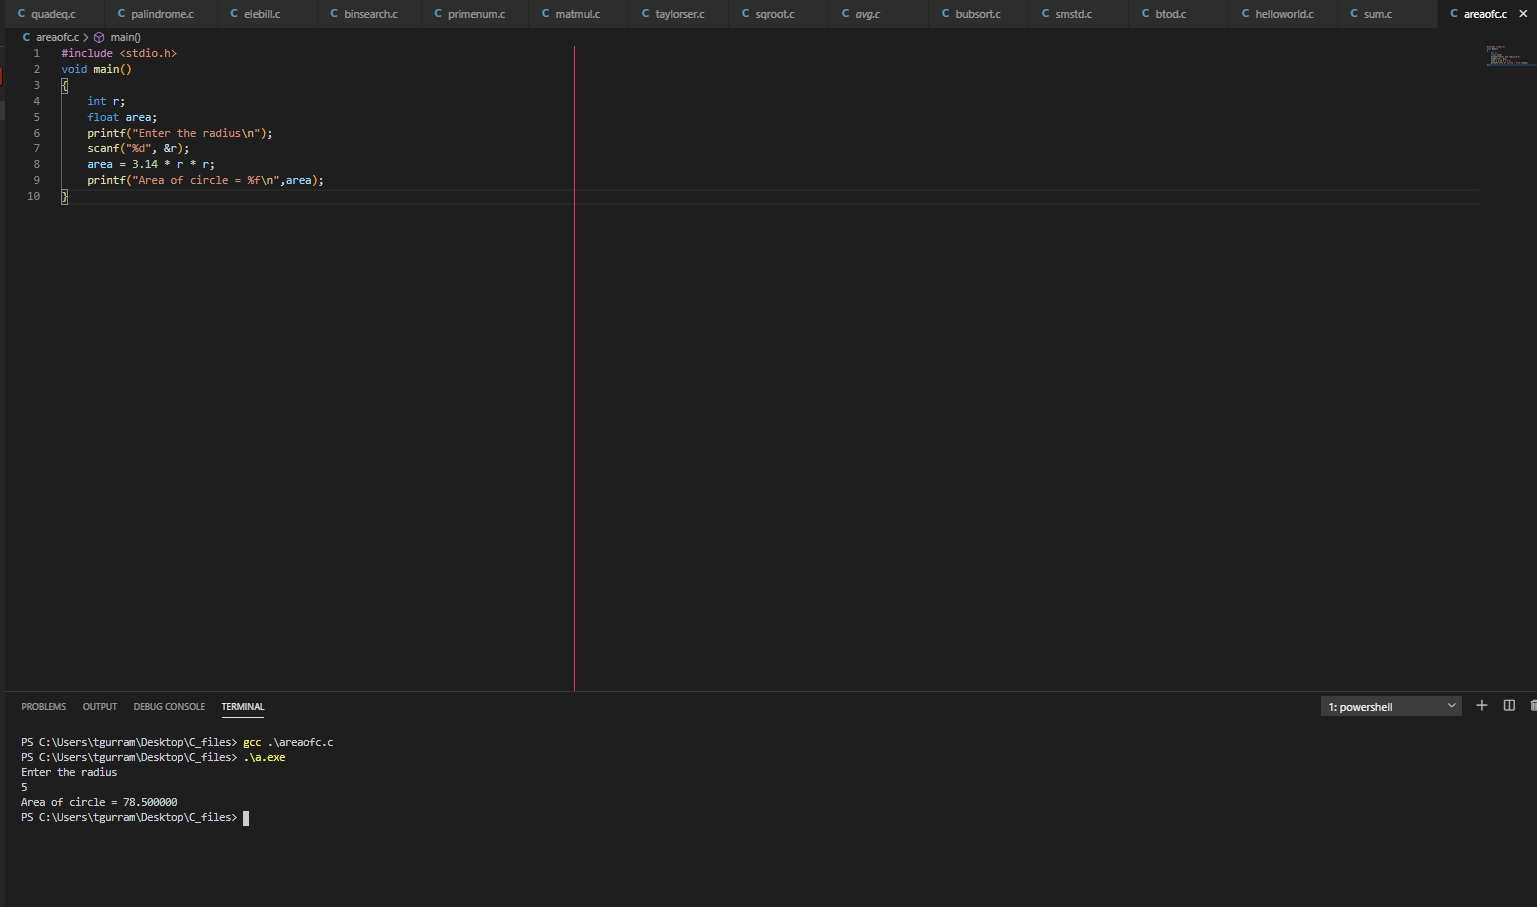 C quadeq.c C palindrome.c C elebill.c C binsearch.c C primenum.c C matmul.c C taylorser.c C sqroot.c C avg.c C bubsort.c C smstd.c C btod.c C helloworld.c C sum.c C areaofc.c ×
C areaofc.c > main()
1 #include <stdio.h>
2 void main()
3 {
4     int r;
5     float area;
6     printf("Enter the radius\n");
7     scanf("%d", &r);
8     area = 3.14 * r * r;
9     printf("Area of circle = %f\n",area);
10 }
PROBLEMS OUTPUT DEBUG CONSOLE TERMINAL 1: powershell
PS C:\Users\tgurram\Desktop\C_files> gcc .\areaofc.c
PS C:\Users\tgurram\Desktop\C_files> .\a.exe
Enter the radius
5
Area of circle = 78.500000
PS C:\Users\tgurram\Desktop\C_files>